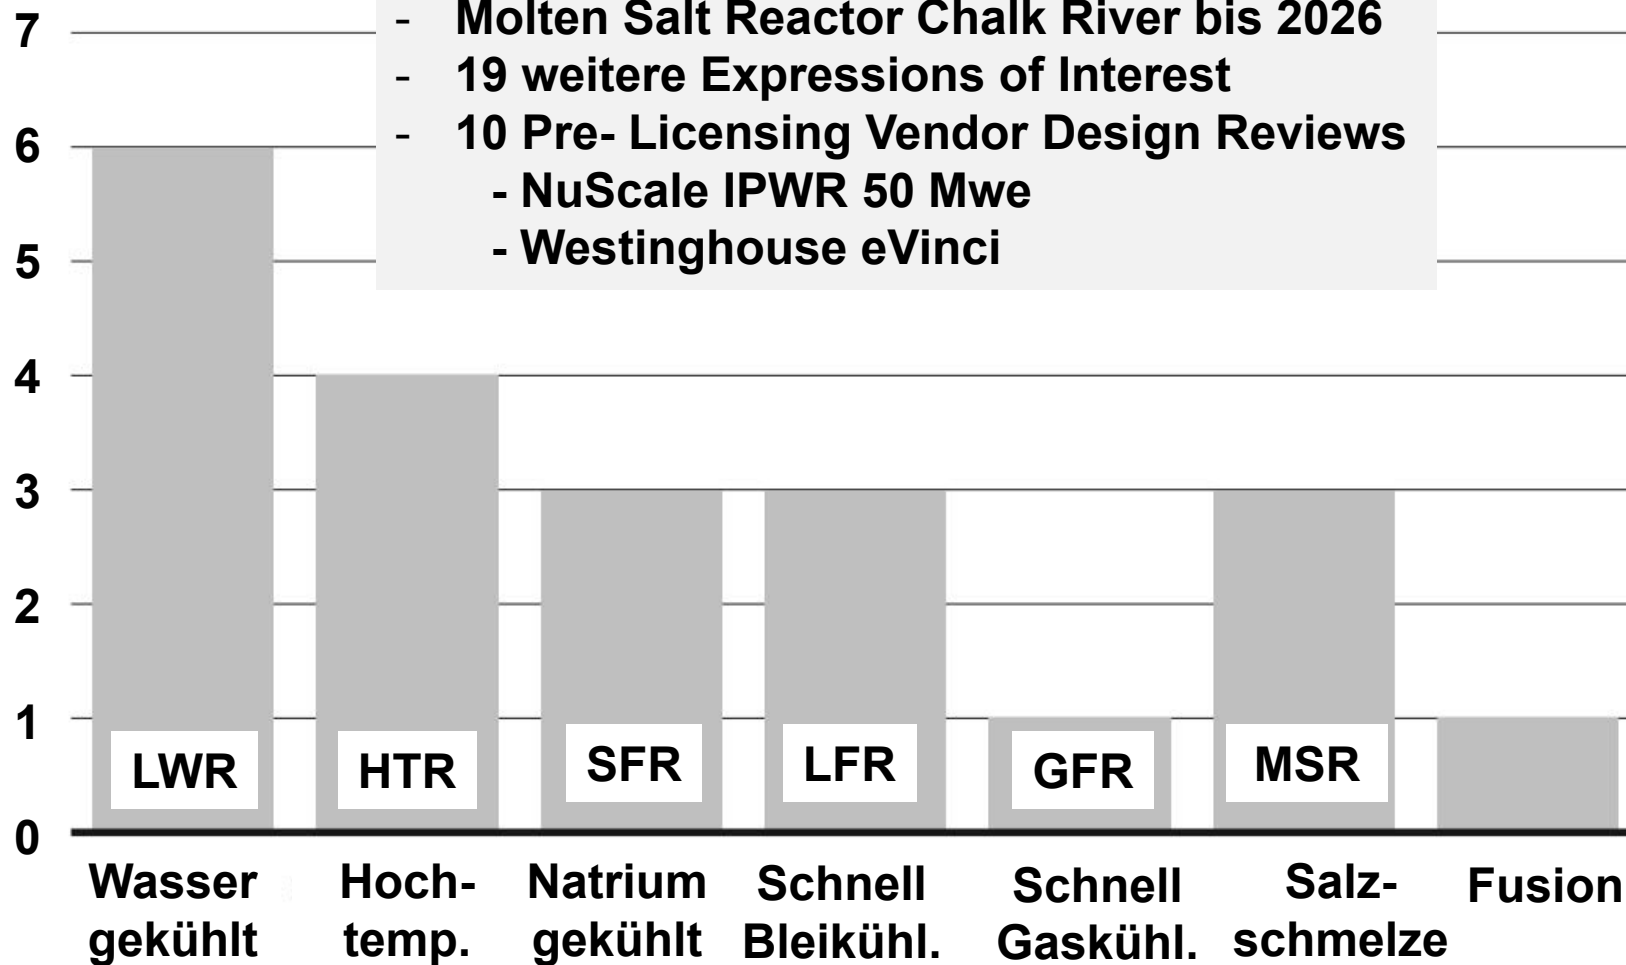 7
- Molten Salt Reactor Chalk River bis 2026
- 19 weitere Expressions of Interest
6
- 10 Pre- Licensing Vendor Design Reviews
- NuScale IPWR 50 Mwe
5
- Westinghouse eVinci
4
3
2
1
LWR
HTR
SFR
LFR
GFR
MSR
0
Wasser
gekühlt
Hoch-
temp.
Natrium
gekühlt
Schnell
Bleikühl.
Schnell
Gaskühl.
Salz-
schmelze
Fusion